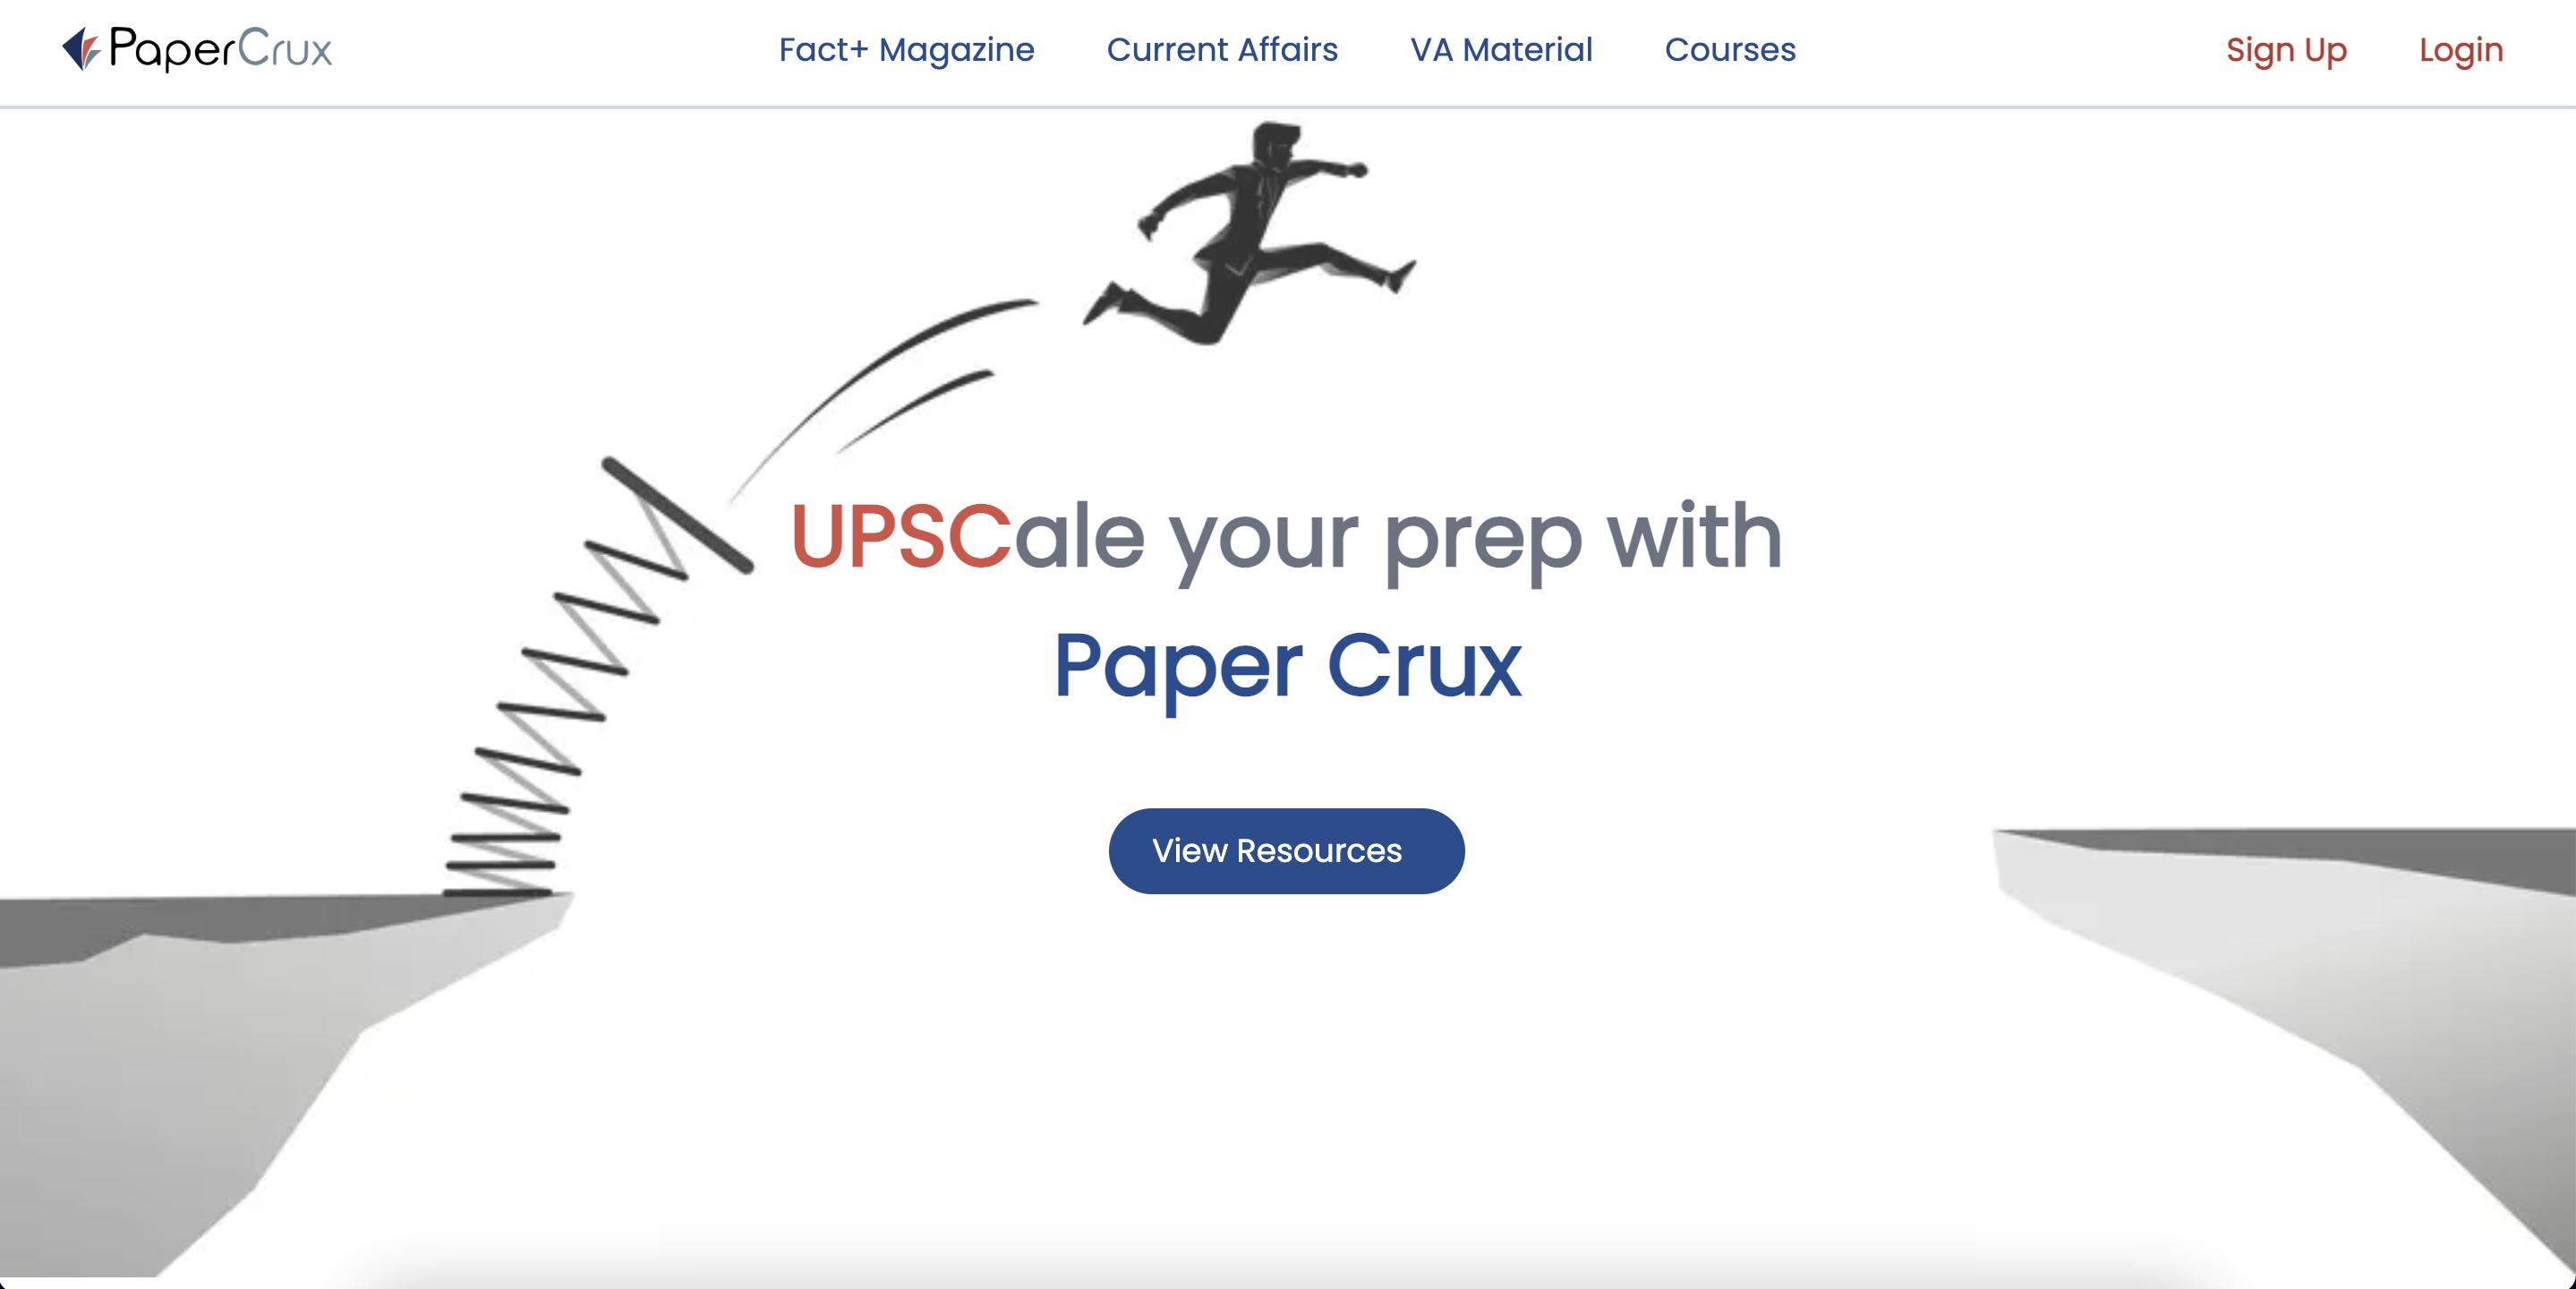 PaperCrux
Fact+ Magazine
Current Affairs
VA Material
Courses
Sign Up
Login
UPSCale your prep with
Paper Crux
View Resources